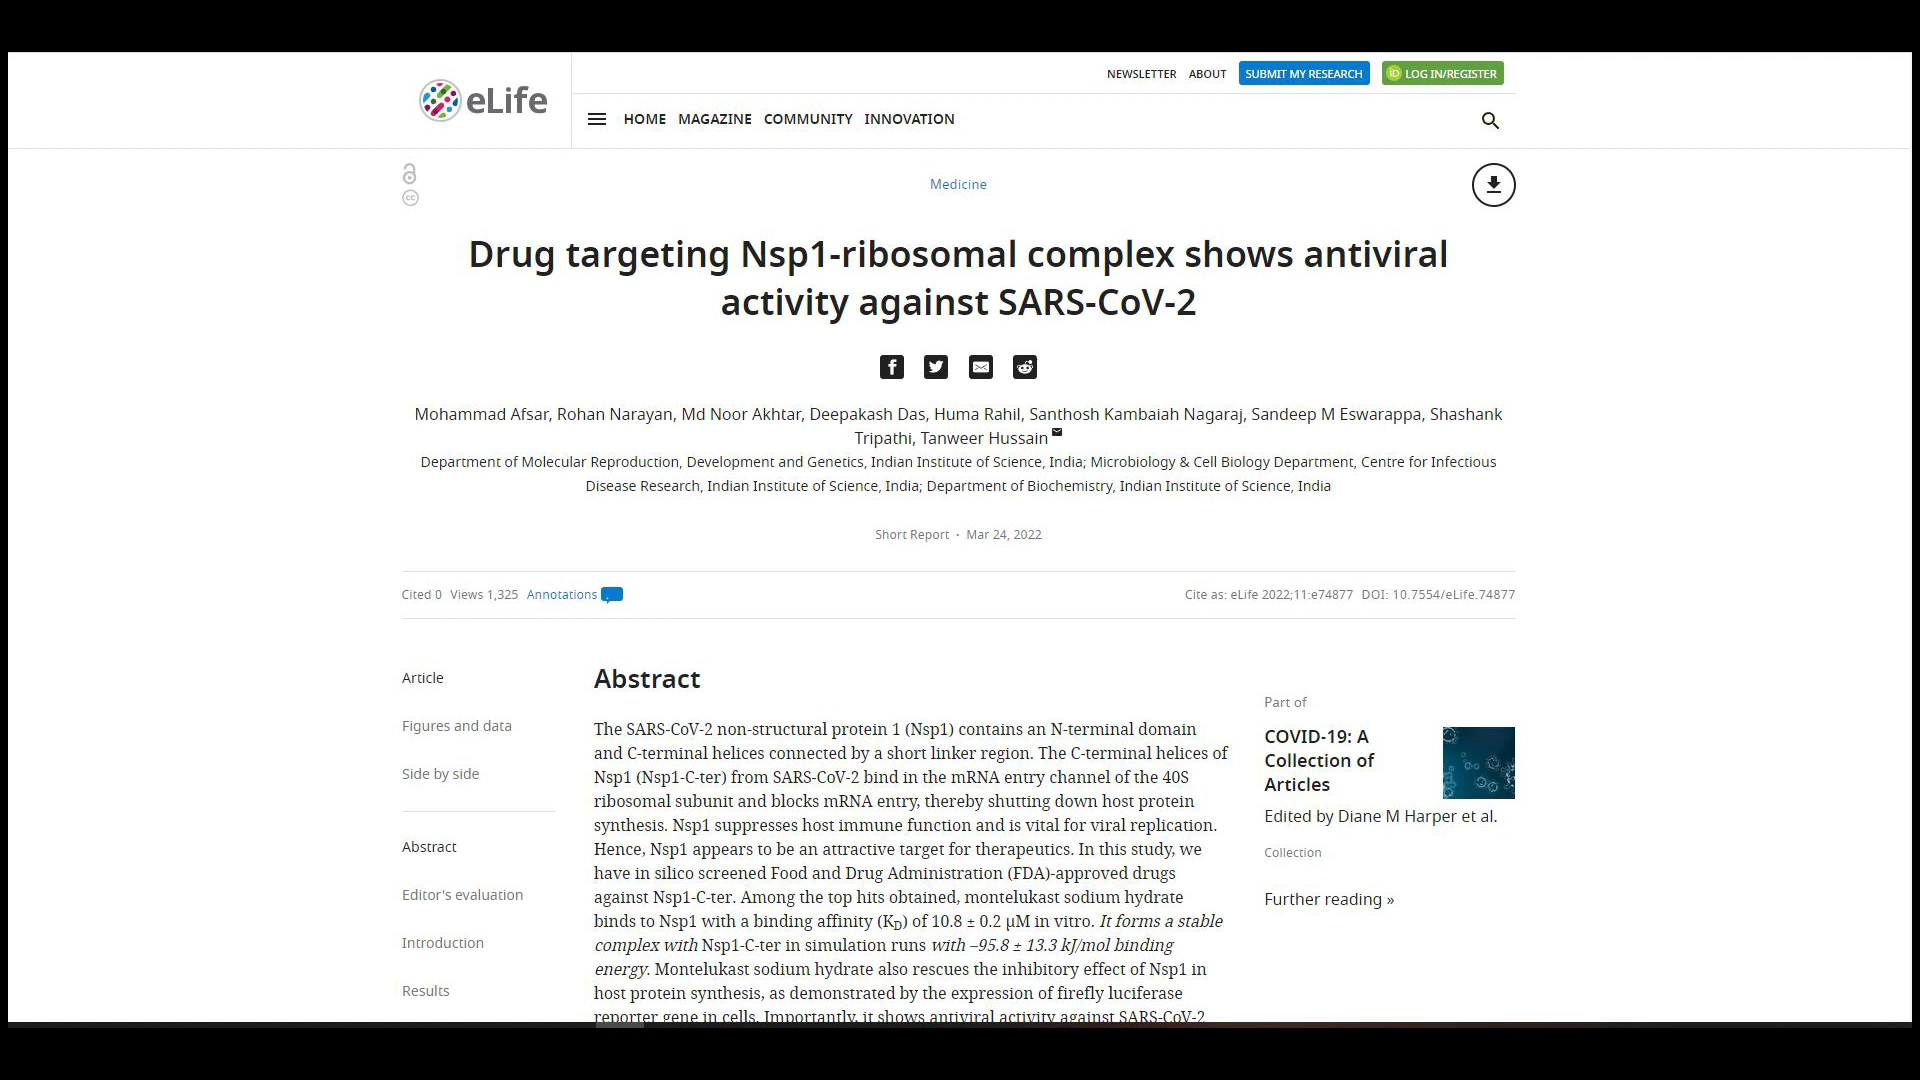 eLife
NEWSLETTER ABOUT SUBMIT MY RESEARCH iD LOG IN/REGISTER
HOME MAGAZINE COMMUNITY INNOVATION
cc
Medicine
Drug targeting Nsp1-ribosomal complex shows antiviral
activity against SARS-CoV-2
Mohammad Afsar, Rohan Narayan, Md Noor Akhtar, Deepakash Das, Huma Rahil, Santhosh Kambaiah Nagaraj, Sandeep M Eswarappa, Shashank
Tripathi, Tanweer Hussain
Department of Molecular Reproduction, Development and Genetics, Indian Institute of Science, India; Microbiology & Cell Biology Department, Centre for Infectious
Disease Research, Indian Institute of Science, India; Department of Biochemistry, Indian Institute of Science, India
Short Report · Mar 24, 2022
Cited 0 Views 1,325 Annotations
Cite as: eLife 2022;11:e74877 DOI: 10.7554/eLife.74877
Article
Figures and data
Side by side
Abstract
Editor's evaluation
Introduction
Results
Abstract
The SARS-CoV-2 non-structural protein 1 (Nsp1) contains an N-terminal domain
and C-terminal helices connected by a short linker region. The C-terminal helices of
Nsp1 (Nsp1-C-ter) from SARS-CoV-2 bind in the mRNA entry channel of the 40S
ribosomal subunit and blocks mRNA entry, thereby shutting down host protein
synthesis. Nsp1 suppresses host immune function and is vital for viral replication.
Hence, Nsp1 appears to be an attractive target for therapeutics. In this study, we
have in silico screened Food and Drug Administration (FDA)-approved drugs
against Nsp1-C-ter. Among the top hits obtained, montelukast sodium hydrate
binds to Nsp1 with a binding affinity (KD) of 10.8 ± 0.2 µM in vitro. It forms a stable
complex with Nsp1-C-ter in simulation runs with –95.8 ± 13.3 kJ/mol binding
energy. Montelukast sodium hydrate also rescues the inhibitory effect of Nsp1 in
host protein synthesis, as demonstrated by the expression of firefly luciferase
reporter gene in cells. Importantly, it shows antiviral activity against SARS-CoV-2
Part of
COVID-19: A
Collection of
Articles
Edited by Diane M Harper et al.
Collection
Further reading »